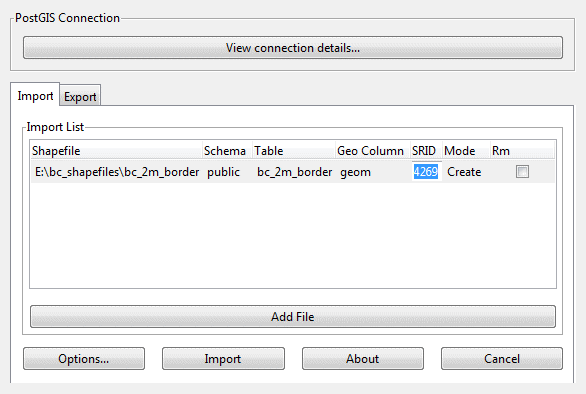 PostGIS Connection
View connection details...
Import Export
Import List
Shapefile Schema Table Geo Column SRID Mode Rm
E:\bc_shapefiles\bc_2m_border public bc_2m_border geom 4269 Create
Add File
Options... Import About Cancel